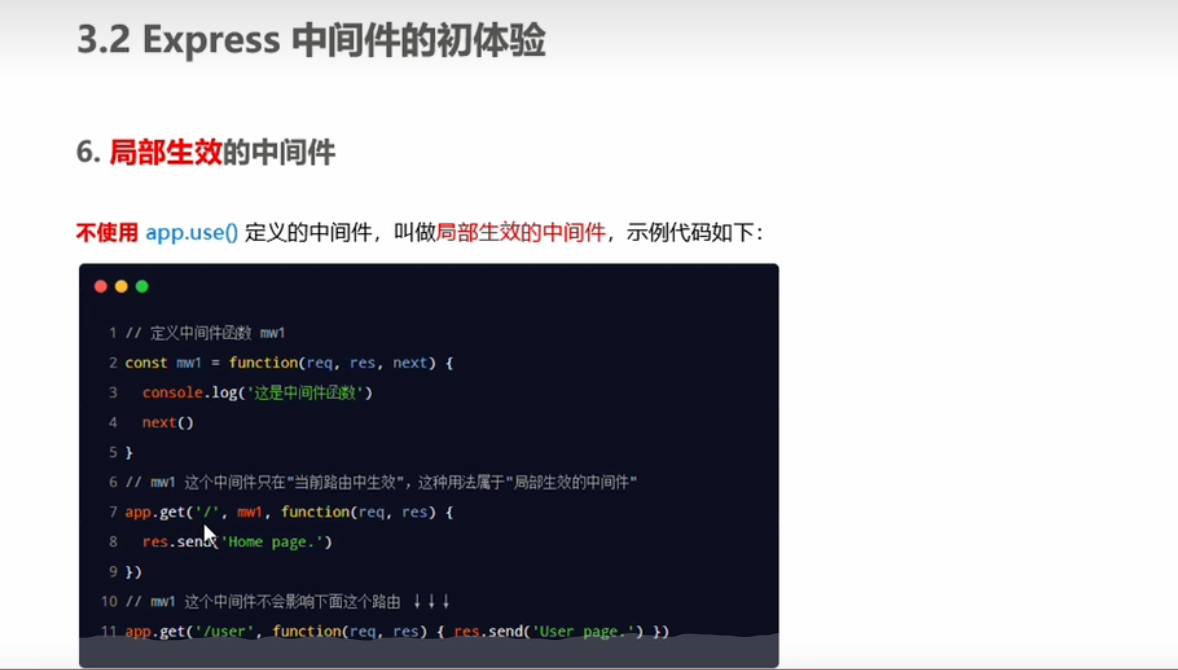 3.2 Express 中间件的初体验
6. 局部生效的中间件
不使用 app.use() 定义的中间件，叫做局部生效的中间件，示例代码如下：
1 // 定义中间件函数 mw1
2 const mw1 = function(req, res, next) {
3 console.log('这是中间件函数')
4 next()
5 }
6 // mw1 这个中间件只在"当前路由中生效"，这种用法属于"局部生效的中间件"
7 app.get('/', mw1, function(req, res) {
8 res.send('Home page.')
9 })
10 // mw1 这个中间件不会影响下面这个路由 ↓↓↓
11 app.get('/user', function(req, res) { res.send('User page.') })